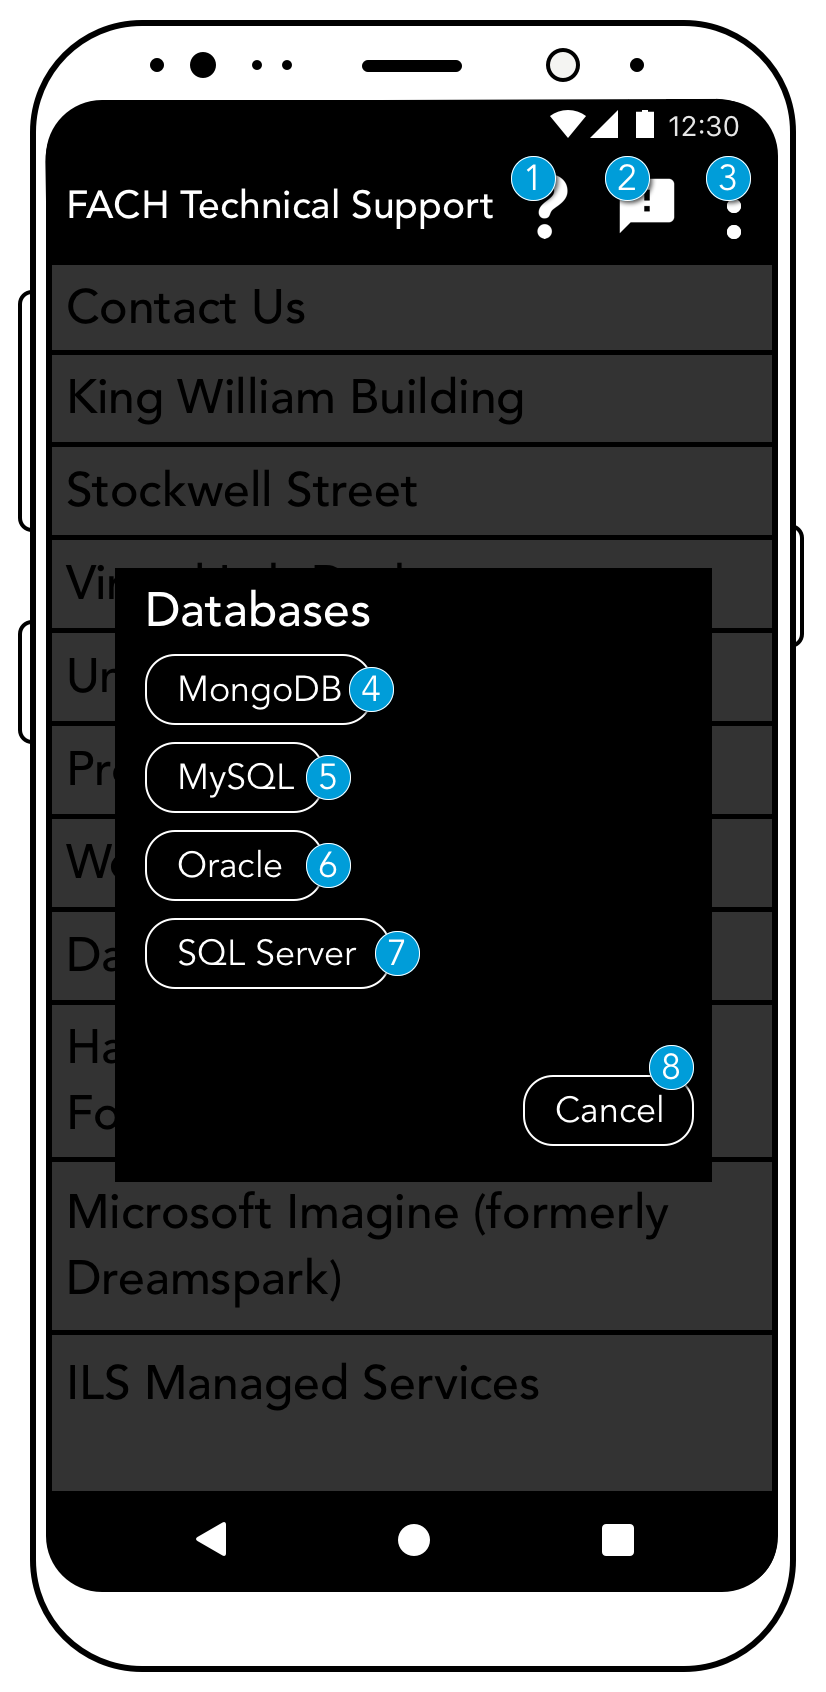 12:30
1 2 3
FACH Technical Support
Contact Us
King William Building
Stockwell Street
Databases
MongoDB 4
MySQL 5
Oracle 6
SQL Server 7
8
Cancel
Microsoft Imagine (formerly
Dreamspark)
ILS Managed Services